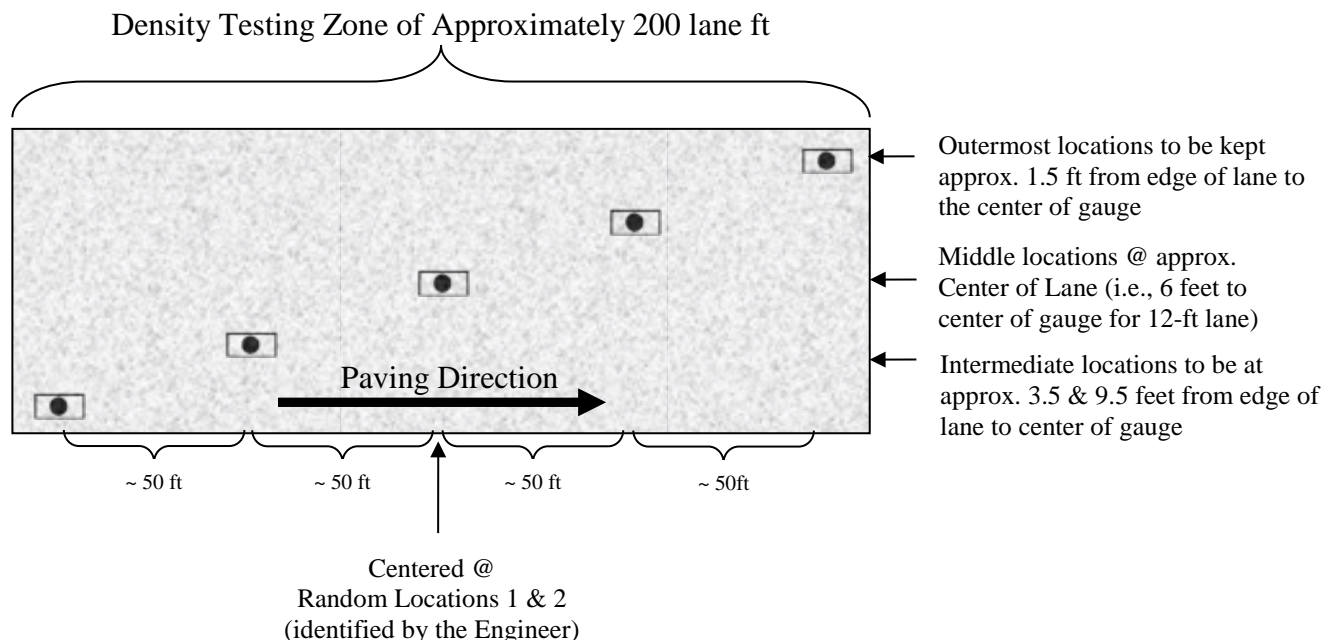 Density Testing Zone of Approximately 200 lane ft
Outermost locations to be kept
approx. 1.5 ft from edge of lane to
the center of gauge
Middle locations @ approx.
Center of Lane (i.e., 6 feet to
center of gauge for 12-ft lane)
Intermediate locations to be at
approx. 3.5 & 9.5 feet from edge of
lane to center of gauge
Paving Direction
~ 50 ft
~ 50 ft
~ 50 ft
~ 50ft
Centered @
Random Locations 1 & 2
(identified by the Engineer)